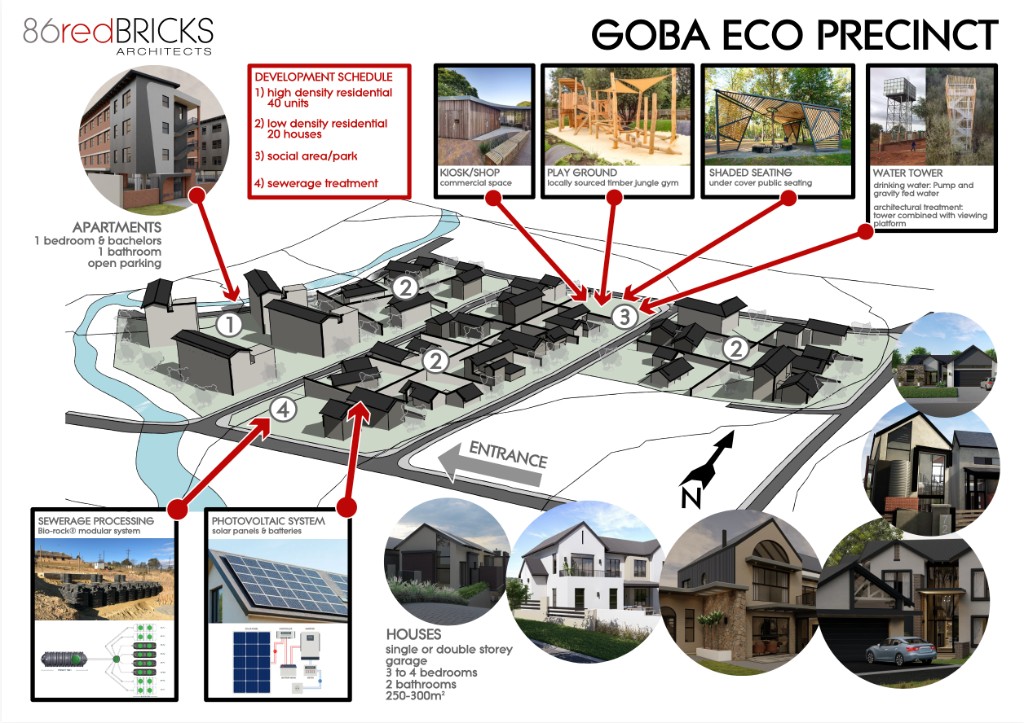 86redBRICKS
ARCHITECTS
GOBA ECO PRECINCT
DEVELOPMENT SCHEDULE
1) high density residential
40 units
2) low density residential
20 houses
3) social area/park
4) sewerage treatment
KIOSK/SHOP
commercial space
PLAY GROUND
locally sourced timber jungle gym
SHADED SEATING
under cover public seating
WATER TOWER
drinking water: Pump and
gravity fed water
architectural treatment:
tower combined with viewing
platform
APARTMENTS
1 bedroom & bachelors
1 bathroom
open parking
1
2
2
3
2
4
ENTRANCE
N
SEWERAGE PROCESSING
Bio-rock® modular system
PHOTOVOLTAIC SYSTEM
solar panels & batteries
HOUSES
single or double storey
garage
3 to 4 bedrooms
2 bathrooms
250-300m²